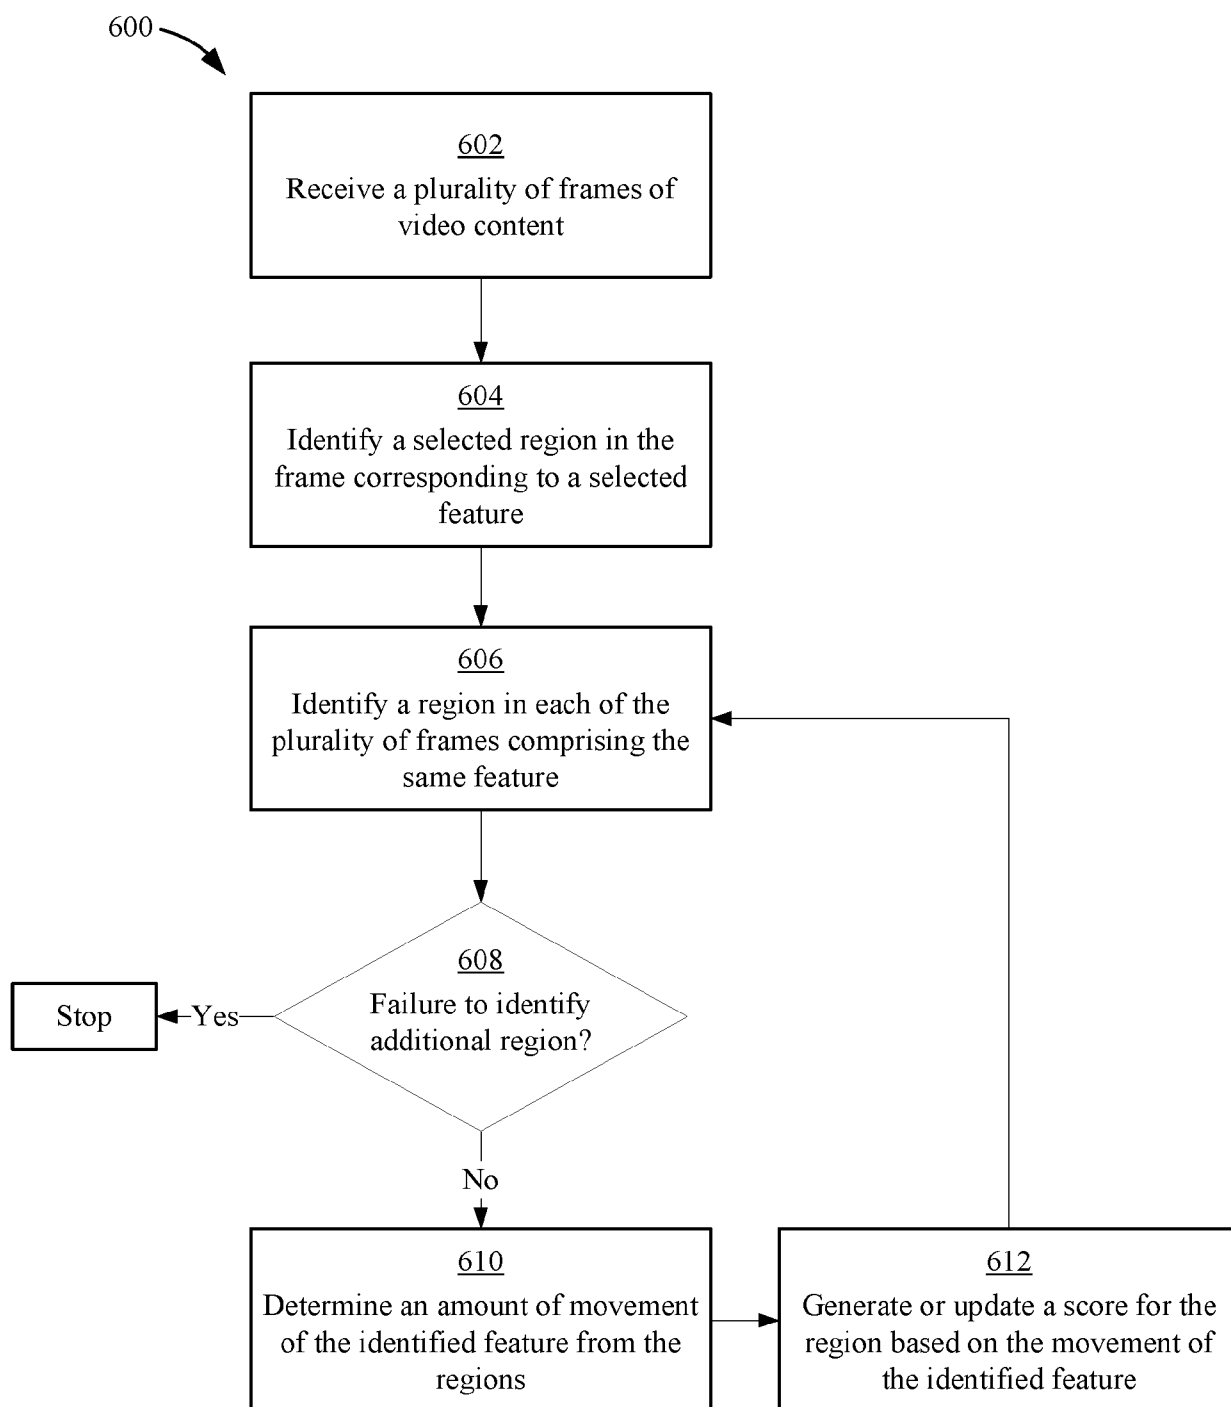 600
602
Receive a plurality of frames of
video content
604
Identify a selected region in the
frame corresponding to a selected
feature
606
Identify a region in each of the
plurality of frames comprising the
same feature
608
Failure to identify
additional region?
Stop
Yes
No
610
Determine an amount of movement
of the identified feature from the
regions
612
Generate or update a score for the
region based on the movement of
the identified feature